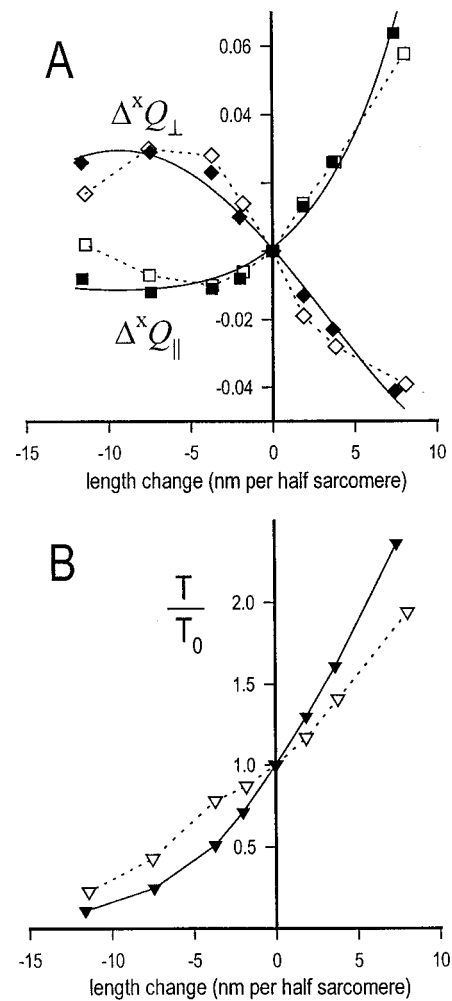 A
0.06
0.04
ΔˣQ⊥
ΔˣQ∥
-0.02
-0.04
-15 -10 -5 0 5 10
length change (nm per half sarcomere)
B
T
T₀
2.0
1.5
1.0
0.5
-15 -10 -5 0 5 10
length change (nm per half sarcomere)